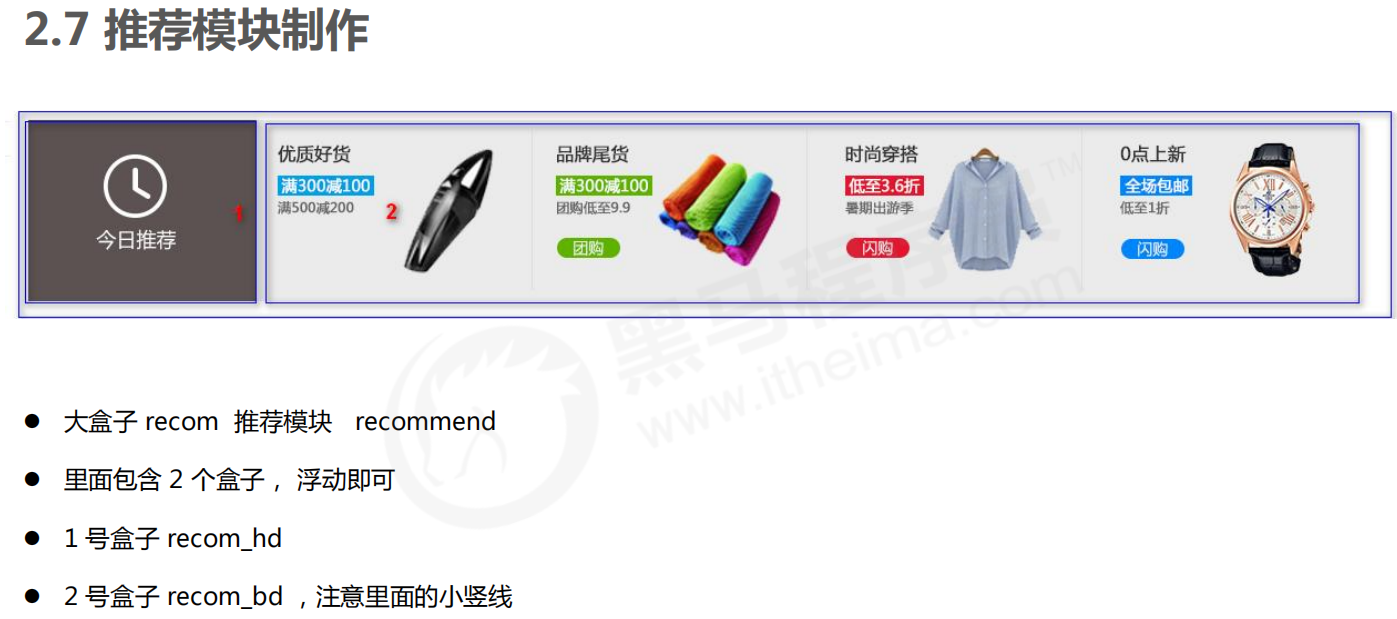 2.7 推荐模块制作
1
今日推荐
优质好货
满300减100
满500减200
2
品牌尾货
满300减100
团购低至9.9
团购
时尚穿搭
低至3.6折
暑期出游季
闪购
0点上新
全场包邮
低至1折
闪购
黑马程序员™
www.itheima.com
● 大盒子 recom 推荐模块 recommend
● 里面包含 2 个盒子 ， 浮动即可
● 1 号盒子 recom_hd
● 2 号盒子 recom_bd ，注意里面的小竖线